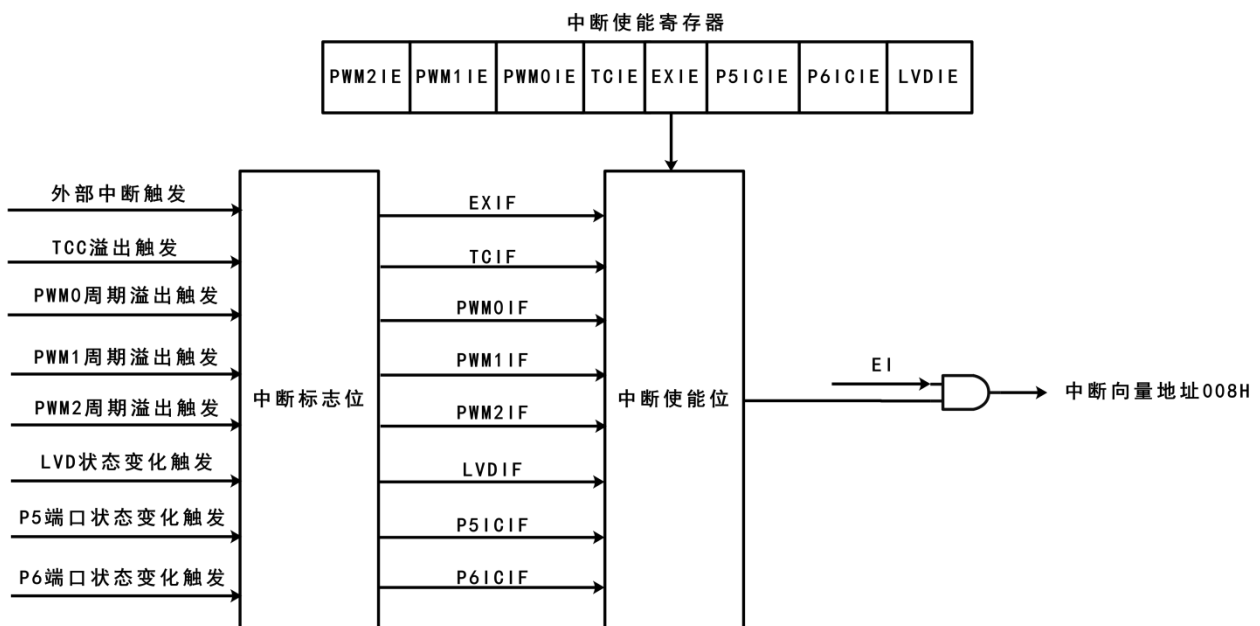 中断使能寄存器
PWM2IE PWM1IE PWM0IE TCIE EXIE P5ICIE P6ICIE LVDIE
外部中断触发
TCC溢出触发
PWM0周期溢出触发
PWM1周期溢出触发
PWM2周期溢出触发
LVD状态变化触发
P5端口状态变化触发
P6端口状态变化触发
中断标志位
EXIF
TCIF
PWM0IF
PWM1IF
PWM2IF
LVDIF
P5ICIF
P6ICIF
中断使能位
EI
中断向量地址008H